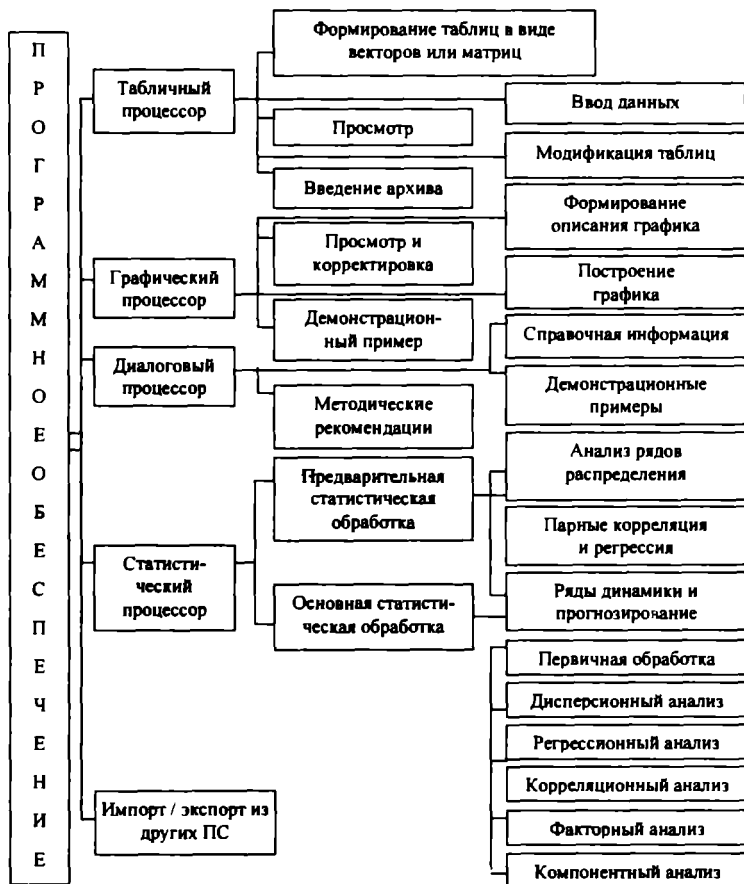 ПРОГРАММНОЕ ОБЕСПЕЧЕНИЕ
Табличный
процессор
Формирование таблиц в виде
векторов или матриц
Ввод данных
Просмотр
Модификация таблиц
Введение архива
Графический
процессор
Формирование
описания графика
Просмотр и
корректировка
Построение
графика
Демонстрацион-
ный пример
Диалоговый
процессор
Справочная информация
Методические
рекомендации
Демонстрационные
примеры
Статисти-
ческий
процессор
Предварительная
статистическая
обработка
Анализ рядов
распределения
Парные корреляция
и регрессия
Ряды динамики и
прогнозирование
Основная статисти-
ческая обработка
Первичная обработка
Дисперсионный анализ
Регрессионный анализ
Корреляционный анализ
Факторный анализ
Компонентный анализ
Импорт / экспорт из
других ПС